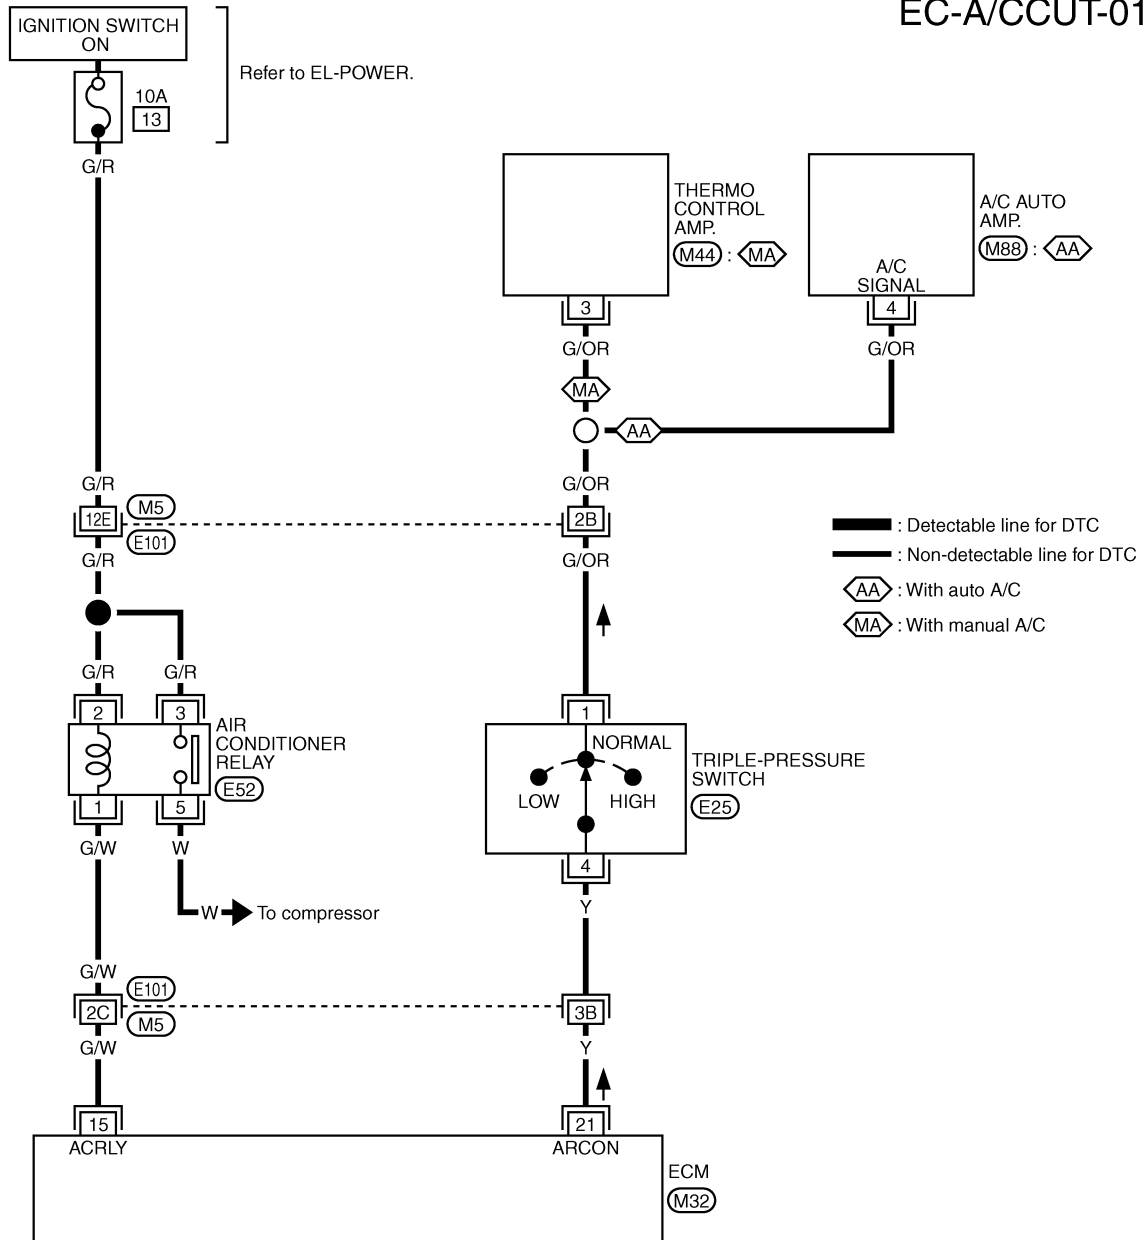 EC-A/CCUT-01
IGNITION SWITCH
ON
Refer to EL-POWER.
10A
13
G/R
THERMO
CONTROL
AMP.
M44 : MA
A/C AUTO
AMP.
M88 : AA
A/C
SIGNAL
3
4
G/OR
G/OR
MA
AA
G/R
G/OR
12E
M5
E101
2B
G/R
G/OR
: Detectable line for DTC
: Non-detectable line for DTC
AA : With auto A/C
MA : With manual A/C
G/R
G/R
2
3
1
AIR
CONDITIONER
RELAY
E52
NORMAL
LOW
HIGH
TRIPLE-PRESSURE
SWITCH
E25
1
5
4
G/W
W
Y
W
To compressor
G/W
2C
E101
M5
3B
G/W
Y
15
21
ACRLY
ARCON
ECM
M32